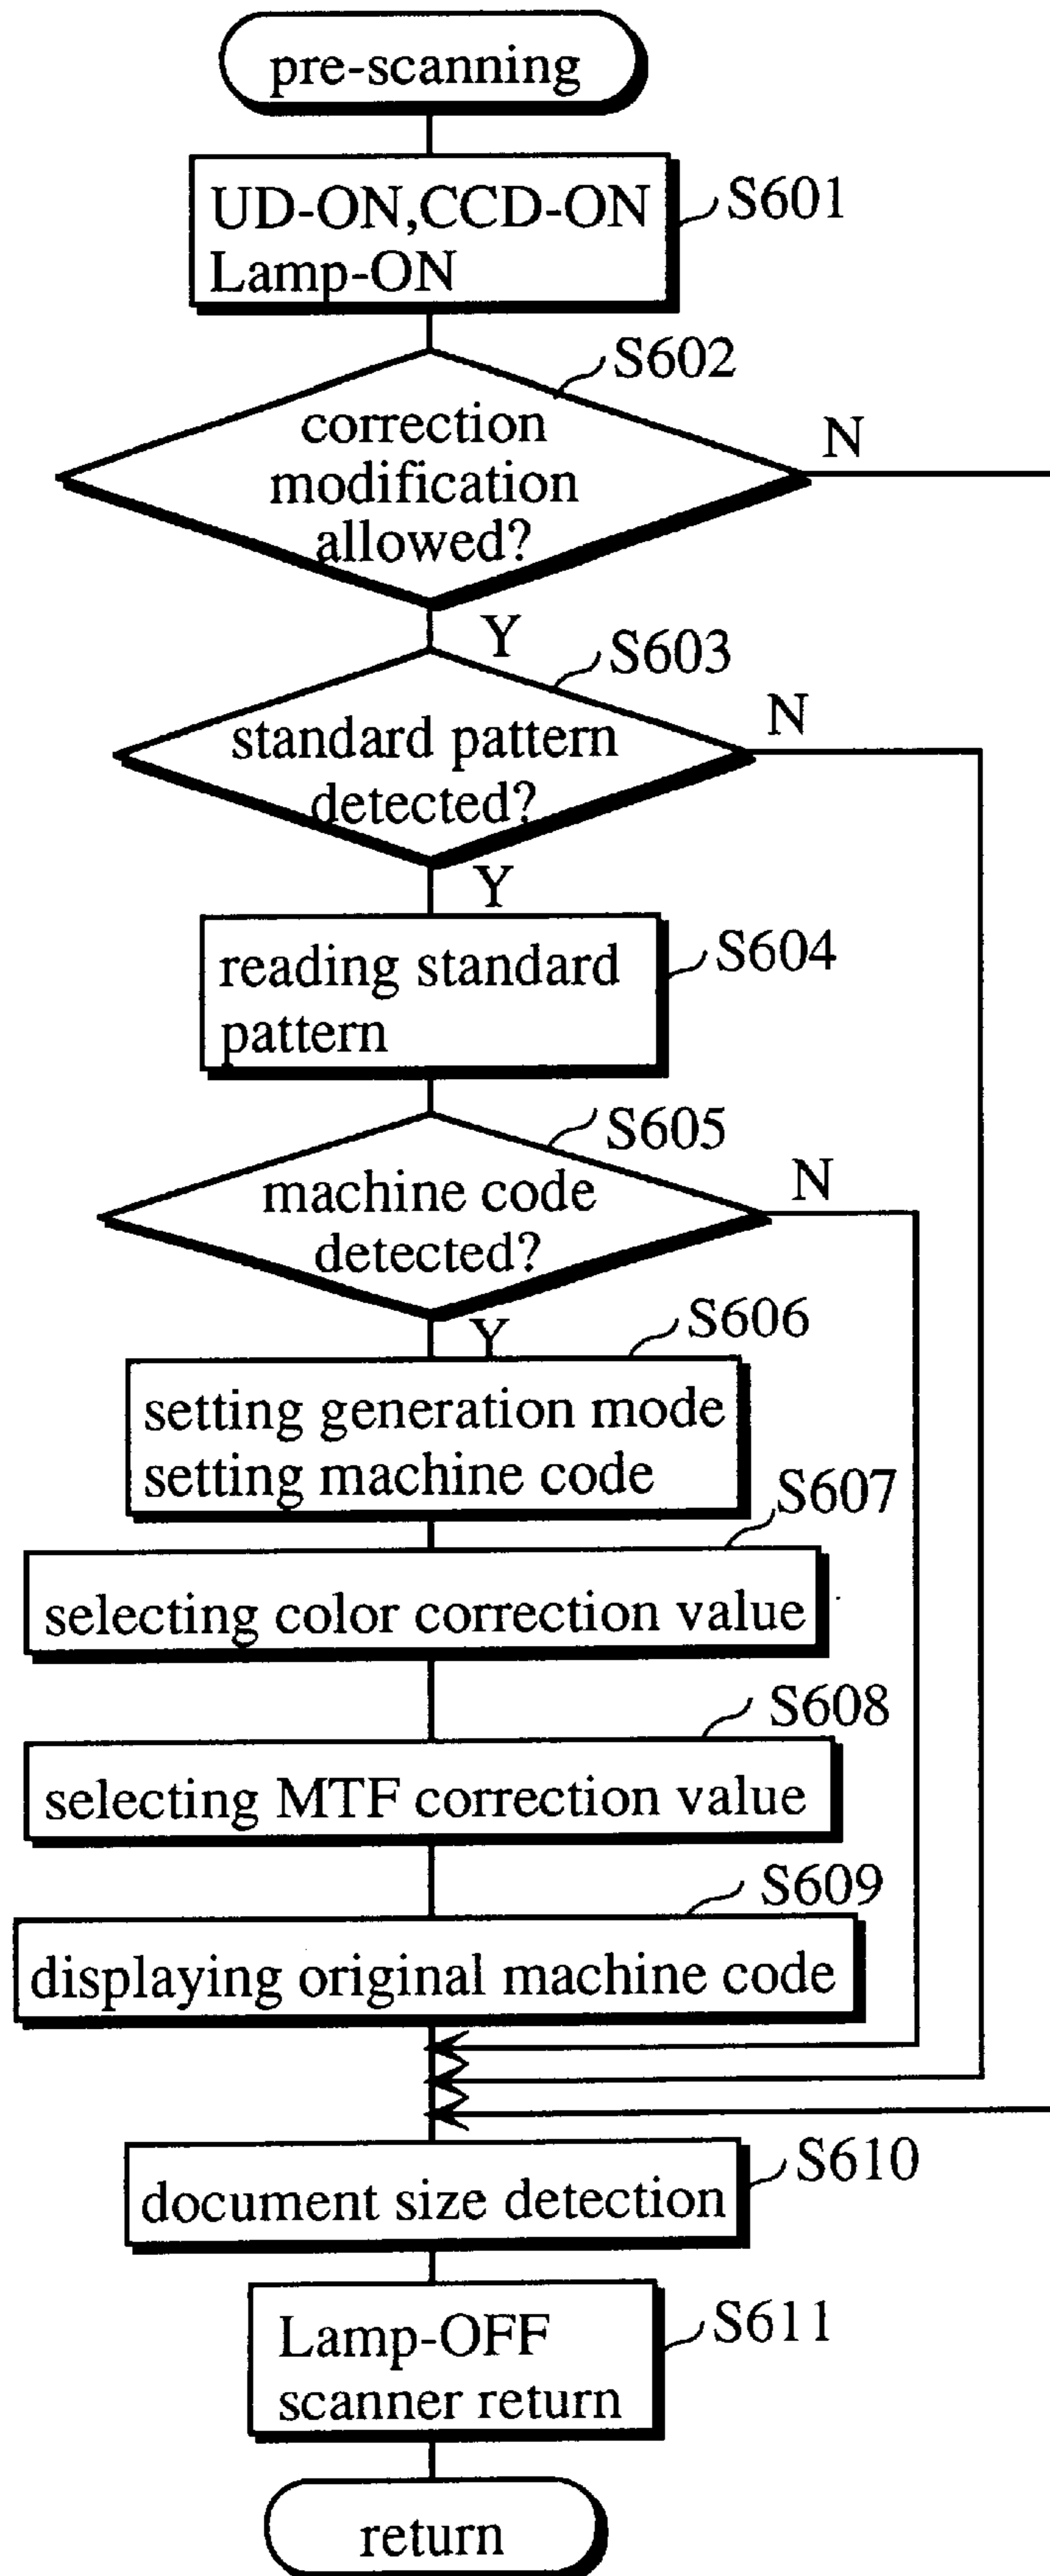 pre-scanning
UD-ON,CCD-ON
Lamp-ON
S601
S602
correction
modification
allowed?
N
Y
S603
standard pattern
detected?
N
Y
reading standard
pattern
S604
S605
machine code
detected?
N
Y
S606
setting generation mode
setting machine code
S607
selecting color correction value
S608
selecting MTF correction value
S609
displaying original machine code
document size detection
S610
Lamp-OFF
scanner return
S611
return